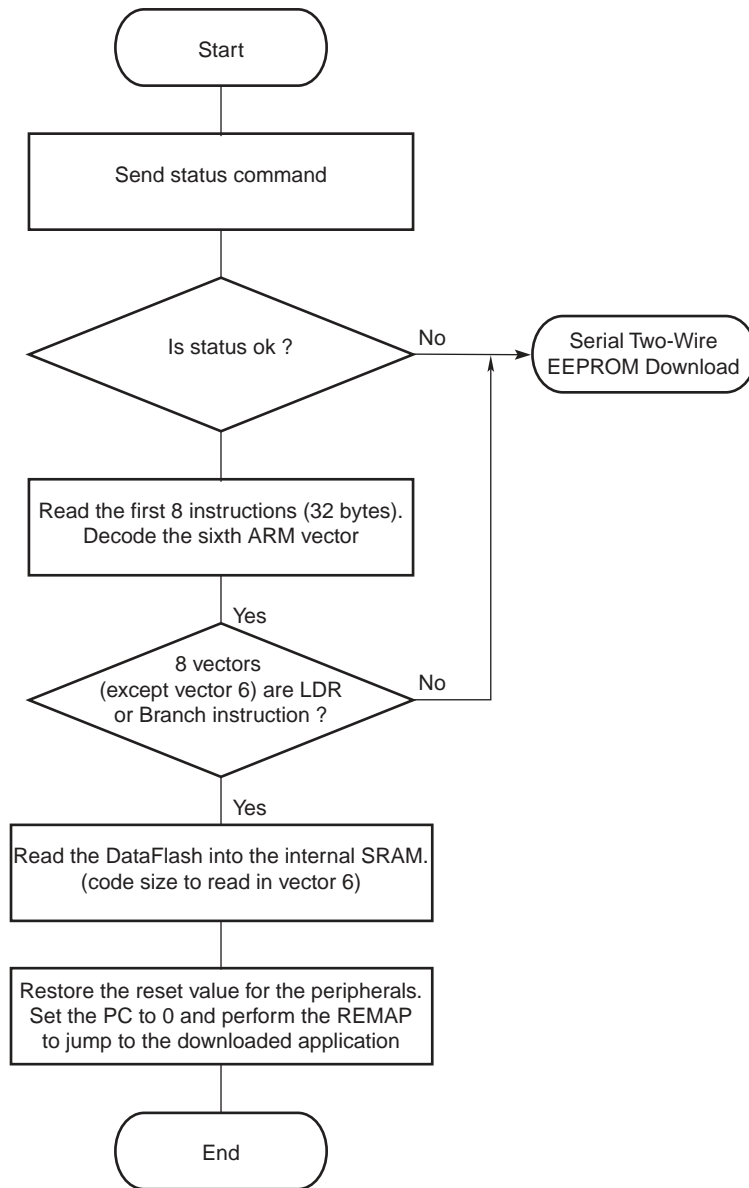 Start
Send status command
Is status ok ?
No
Serial Two-Wire
EEPROM Download
Read the first 8 instructions (32 bytes).
Decode the sixth ARM vector
Yes
8 vectors
(except vector 6) are LDR
or Branch instruction ?
No
Yes
Read the DataFlash into the internal SRAM.
(code size to read in vector 6)
Restore the reset value for the peripherals.
Set the PC to 0 and perform the REMAP
to jump to the downloaded application
End